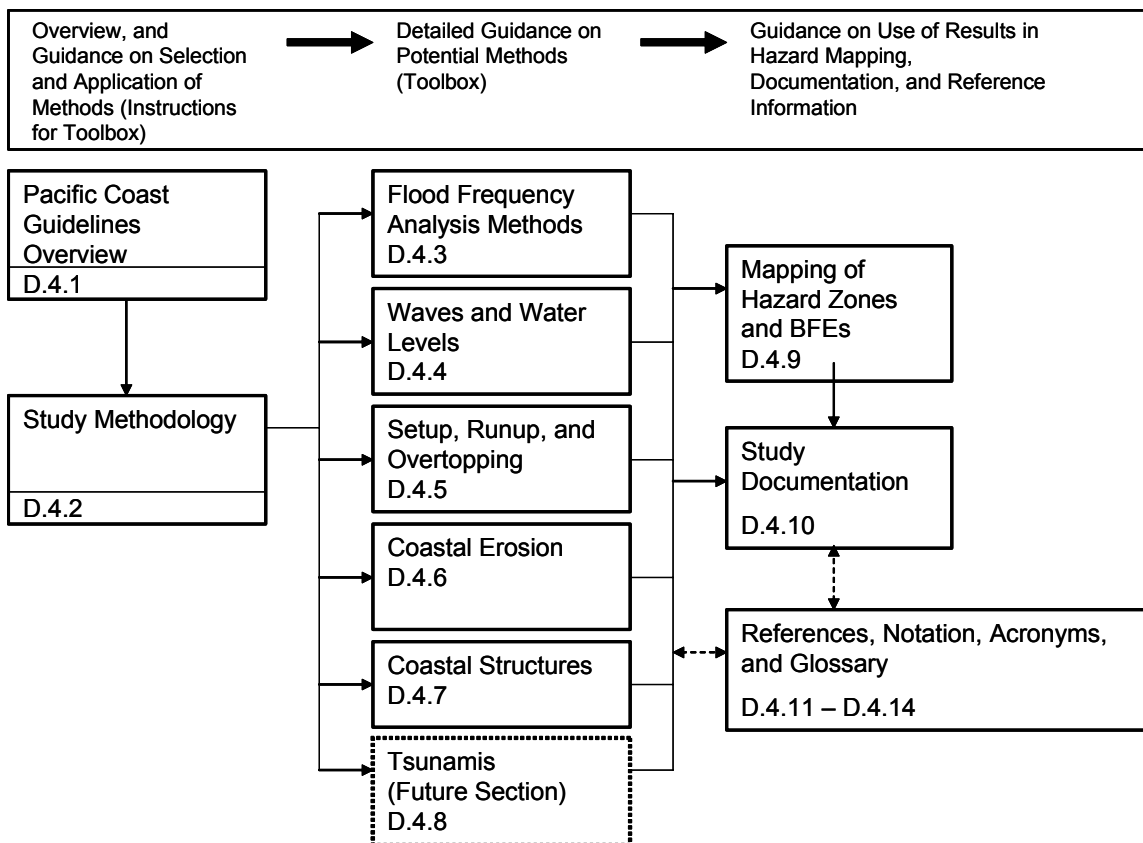 Overview, and
Guidance on Selection
and Application of
Methods (Instructions
for Toolbox)
Detailed Guidance on
Potential Methods
(Toolbox)
Guidance on Use of Results in
Hazard Mapping,
Documentation, and Reference
Information
Pacific Coast
Guidelines
Overview
D.4.1
Study Methodology
D.4.2
Flood Frequency
Analysis Methods
D.4.3
Waves and Water
Levels
D.4.4
Setup, Runup, and
Overtopping
D.4.5
Coastal Erosion
D.4.6
Coastal Structures
D.4.7
Tsunamis
(Future Section)
D.4.8
Mapping of
Hazard Zones
and BFEs
D.4.9
Study
Documentation
D.4.10
References, Notation, Acronyms,
and Glossary
D.4.11 – D.4.14